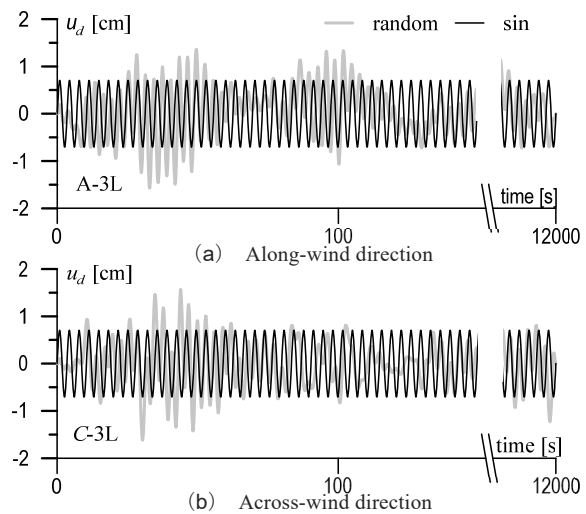 2
u_d [cm]
random
sin
1
0
-1
A-3L
-2
time [s]
0
100
12000
(a) Along-wind direction
2
u_d [cm]
1
0
-1
C-3L
-2
time [s]
0
100
12000
(b) Across-wind direction